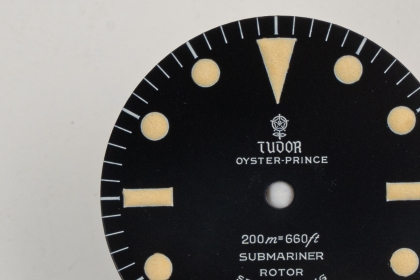 TUDOR
OYSTER-PRINCE
200m=660ft
SUBMARINER
ROTOR